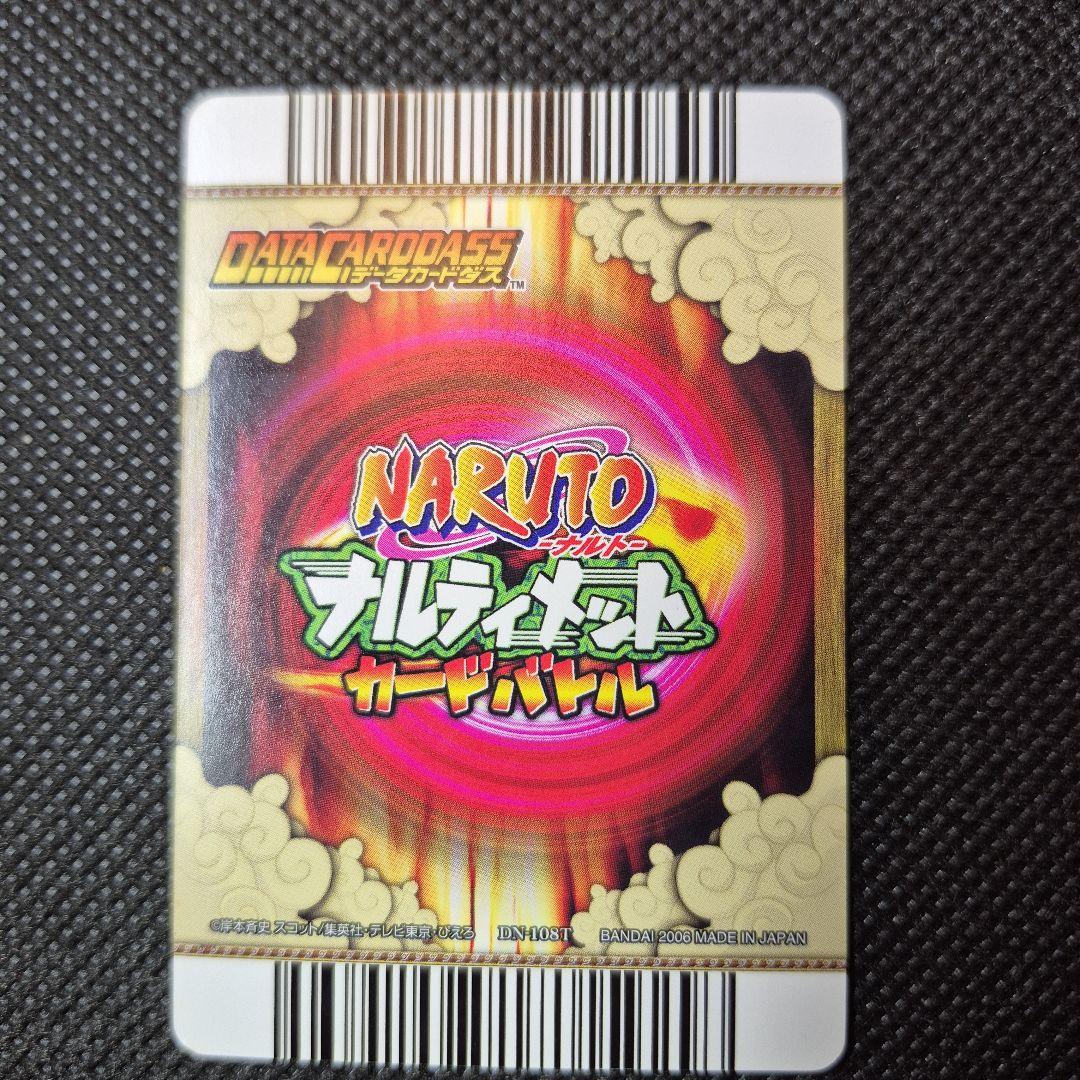 DATACARDDASS
データカードダス™
NARUTO
-ナルト-
ナルティメット
カードバトル
©岸本斉史 スコット/集英社・テレビ東京・ぴえろ DN-108T BANDAI 2006 MADE IN JAPAN